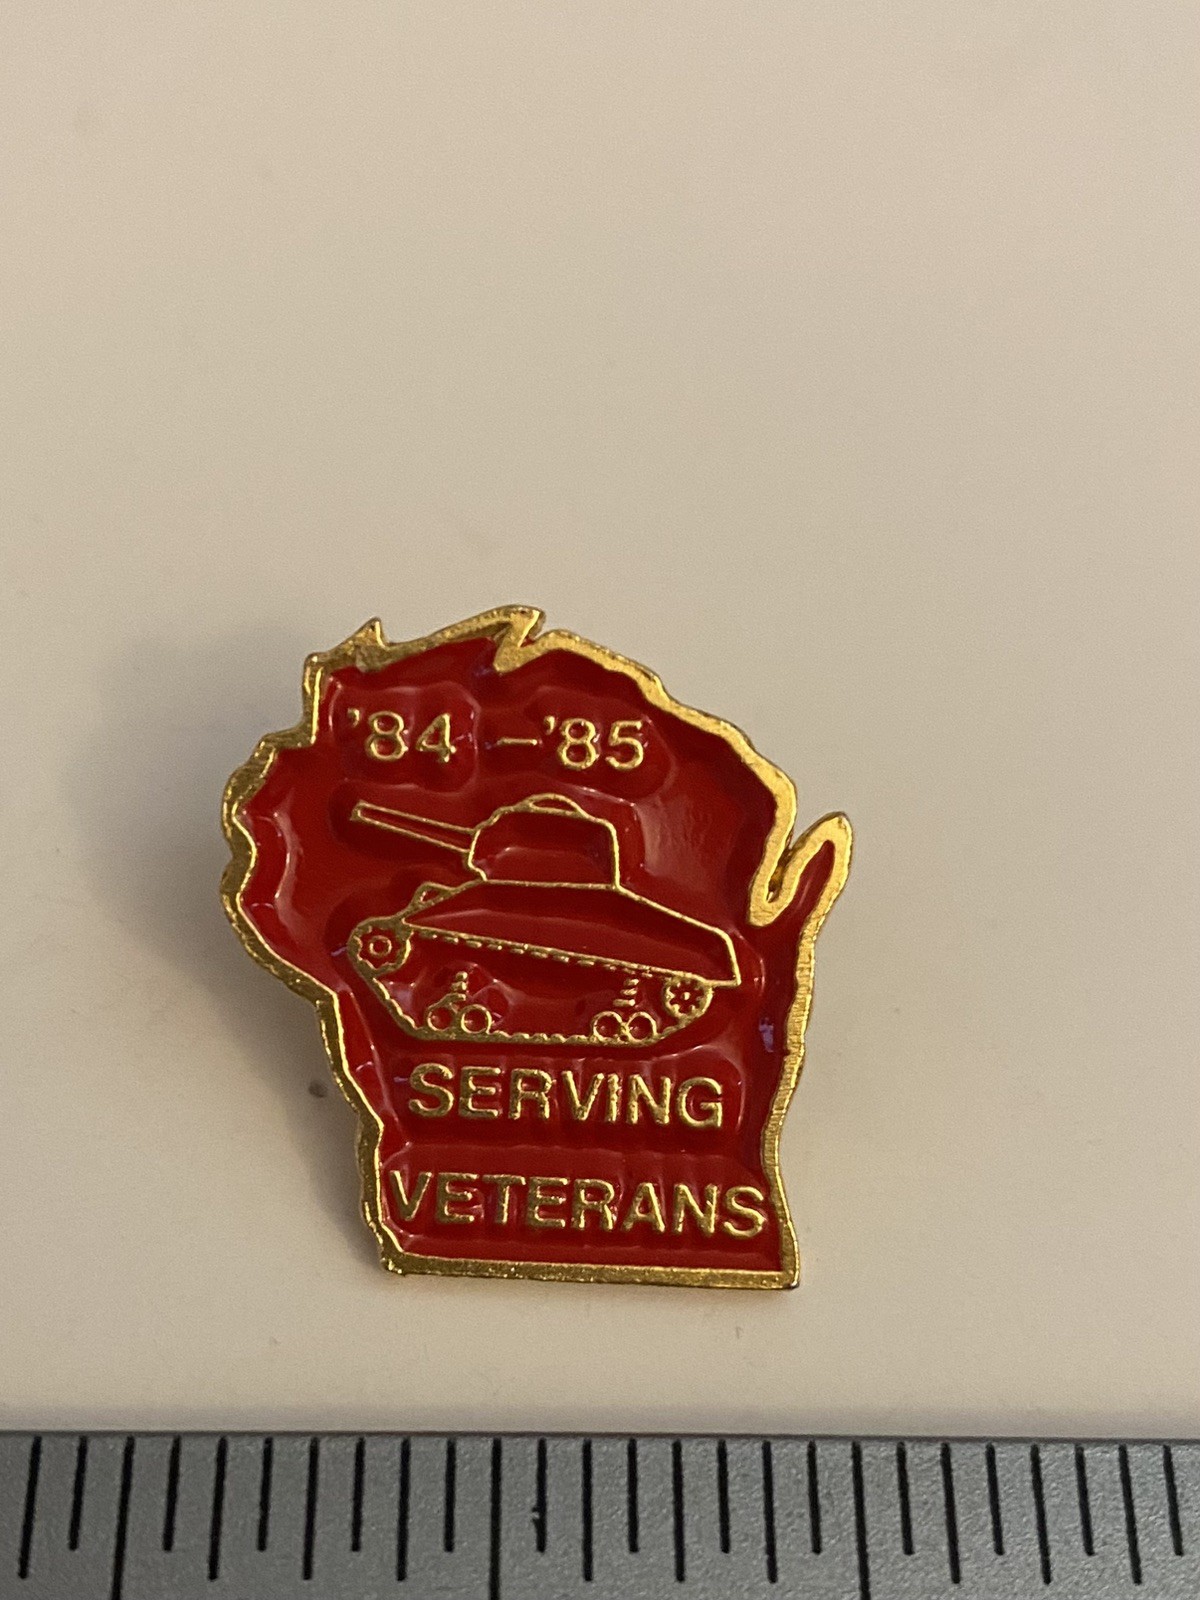 '84 -'85
SERVING
VETERANS